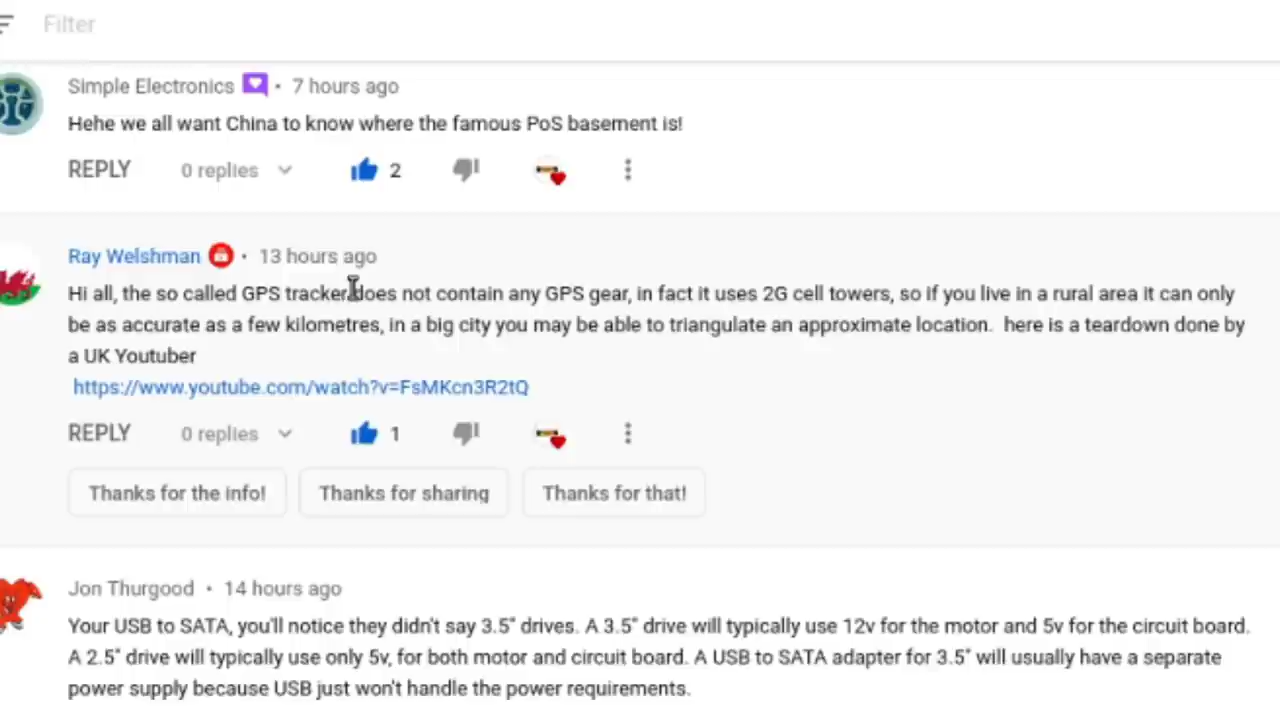 Filter
Simple Electronics • 7 hours ago
Hehe we all want China to know where the famous PoS basement is!
REPLY 0 replies 2
Ray Welshman • 13 hours ago
Hi all, the so called GPS tracker does not contain any GPS gear, in fact it uses 2G cell towers, so if you live in a rural area it can only
be as accurate as a few kilometres, in a big city you may be able to triangulate an approximate location. here is a teardown done by
a UK Youtuber
https://www.youtube.com/watch?v=FsMKcn3R2tQ
REPLY 0 replies 1
Thanks for the info! Thanks for sharing Thanks for that!
Jon Thurgood • 14 hours ago
Your USB to SATA, you'll notice they didn't say 3.5" drives. A 3.5" drive will typically use 12v for the motor and 5v for the circuit board.
A 2.5" drive will typically use only 5v, for both motor and circuit board. A USB to SATA adapter for 3.5" will usually have a separate
power supply because USB just won't handle the power requirements.